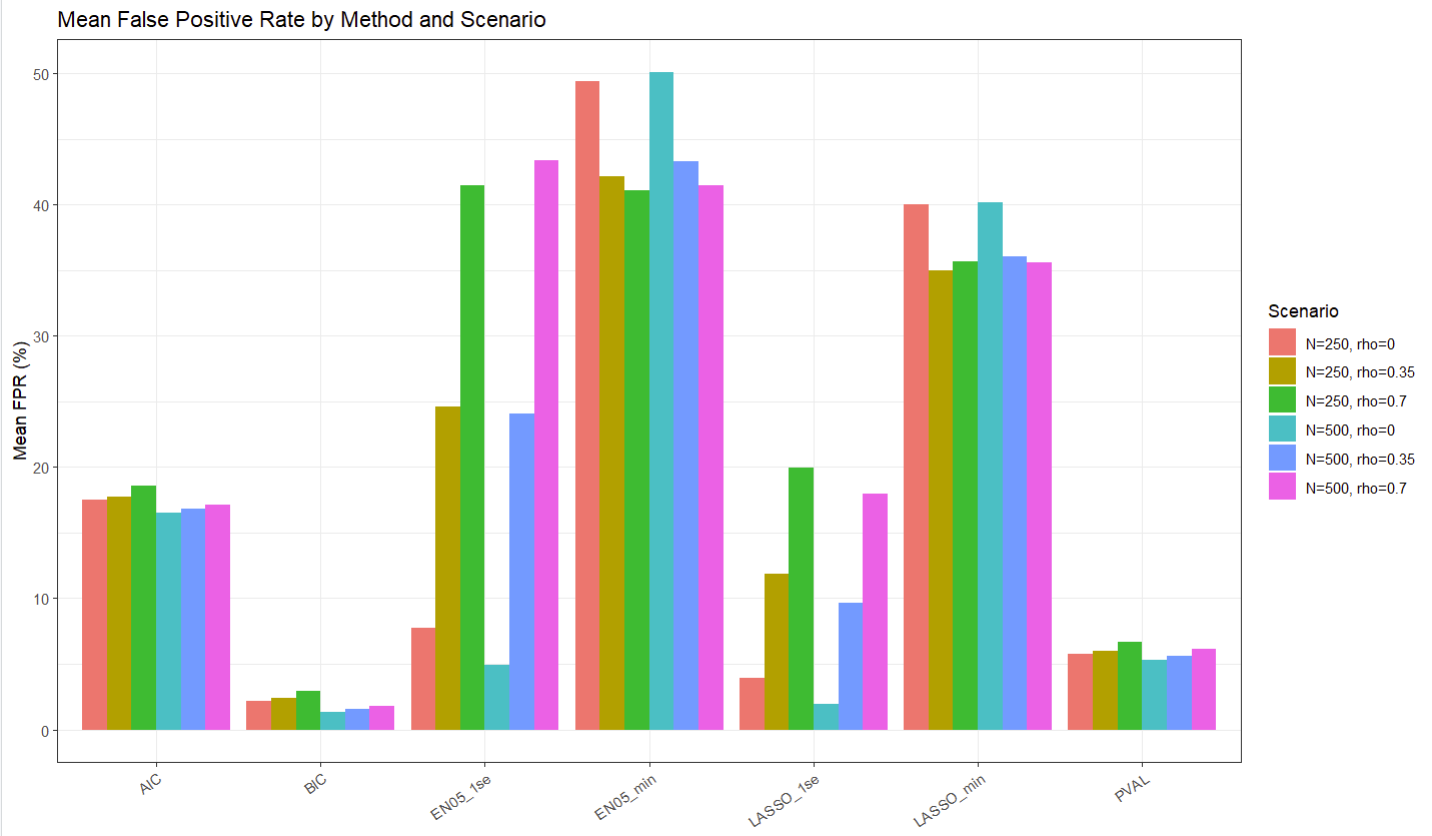 Mean False Positive Rate by Method and Scenario
Mean FPR (%)
50
40
30
20
10
0
AIC
BIC
EN05_1se
EN05_min
LASSO_1se
LASSO_min
PVAL
Scenario
N=250, rho=0
N=250, rho=0.35
N=250, rho=0.7
N=500, rho=0
N=500, rho=0.35
N=500, rho=0.7